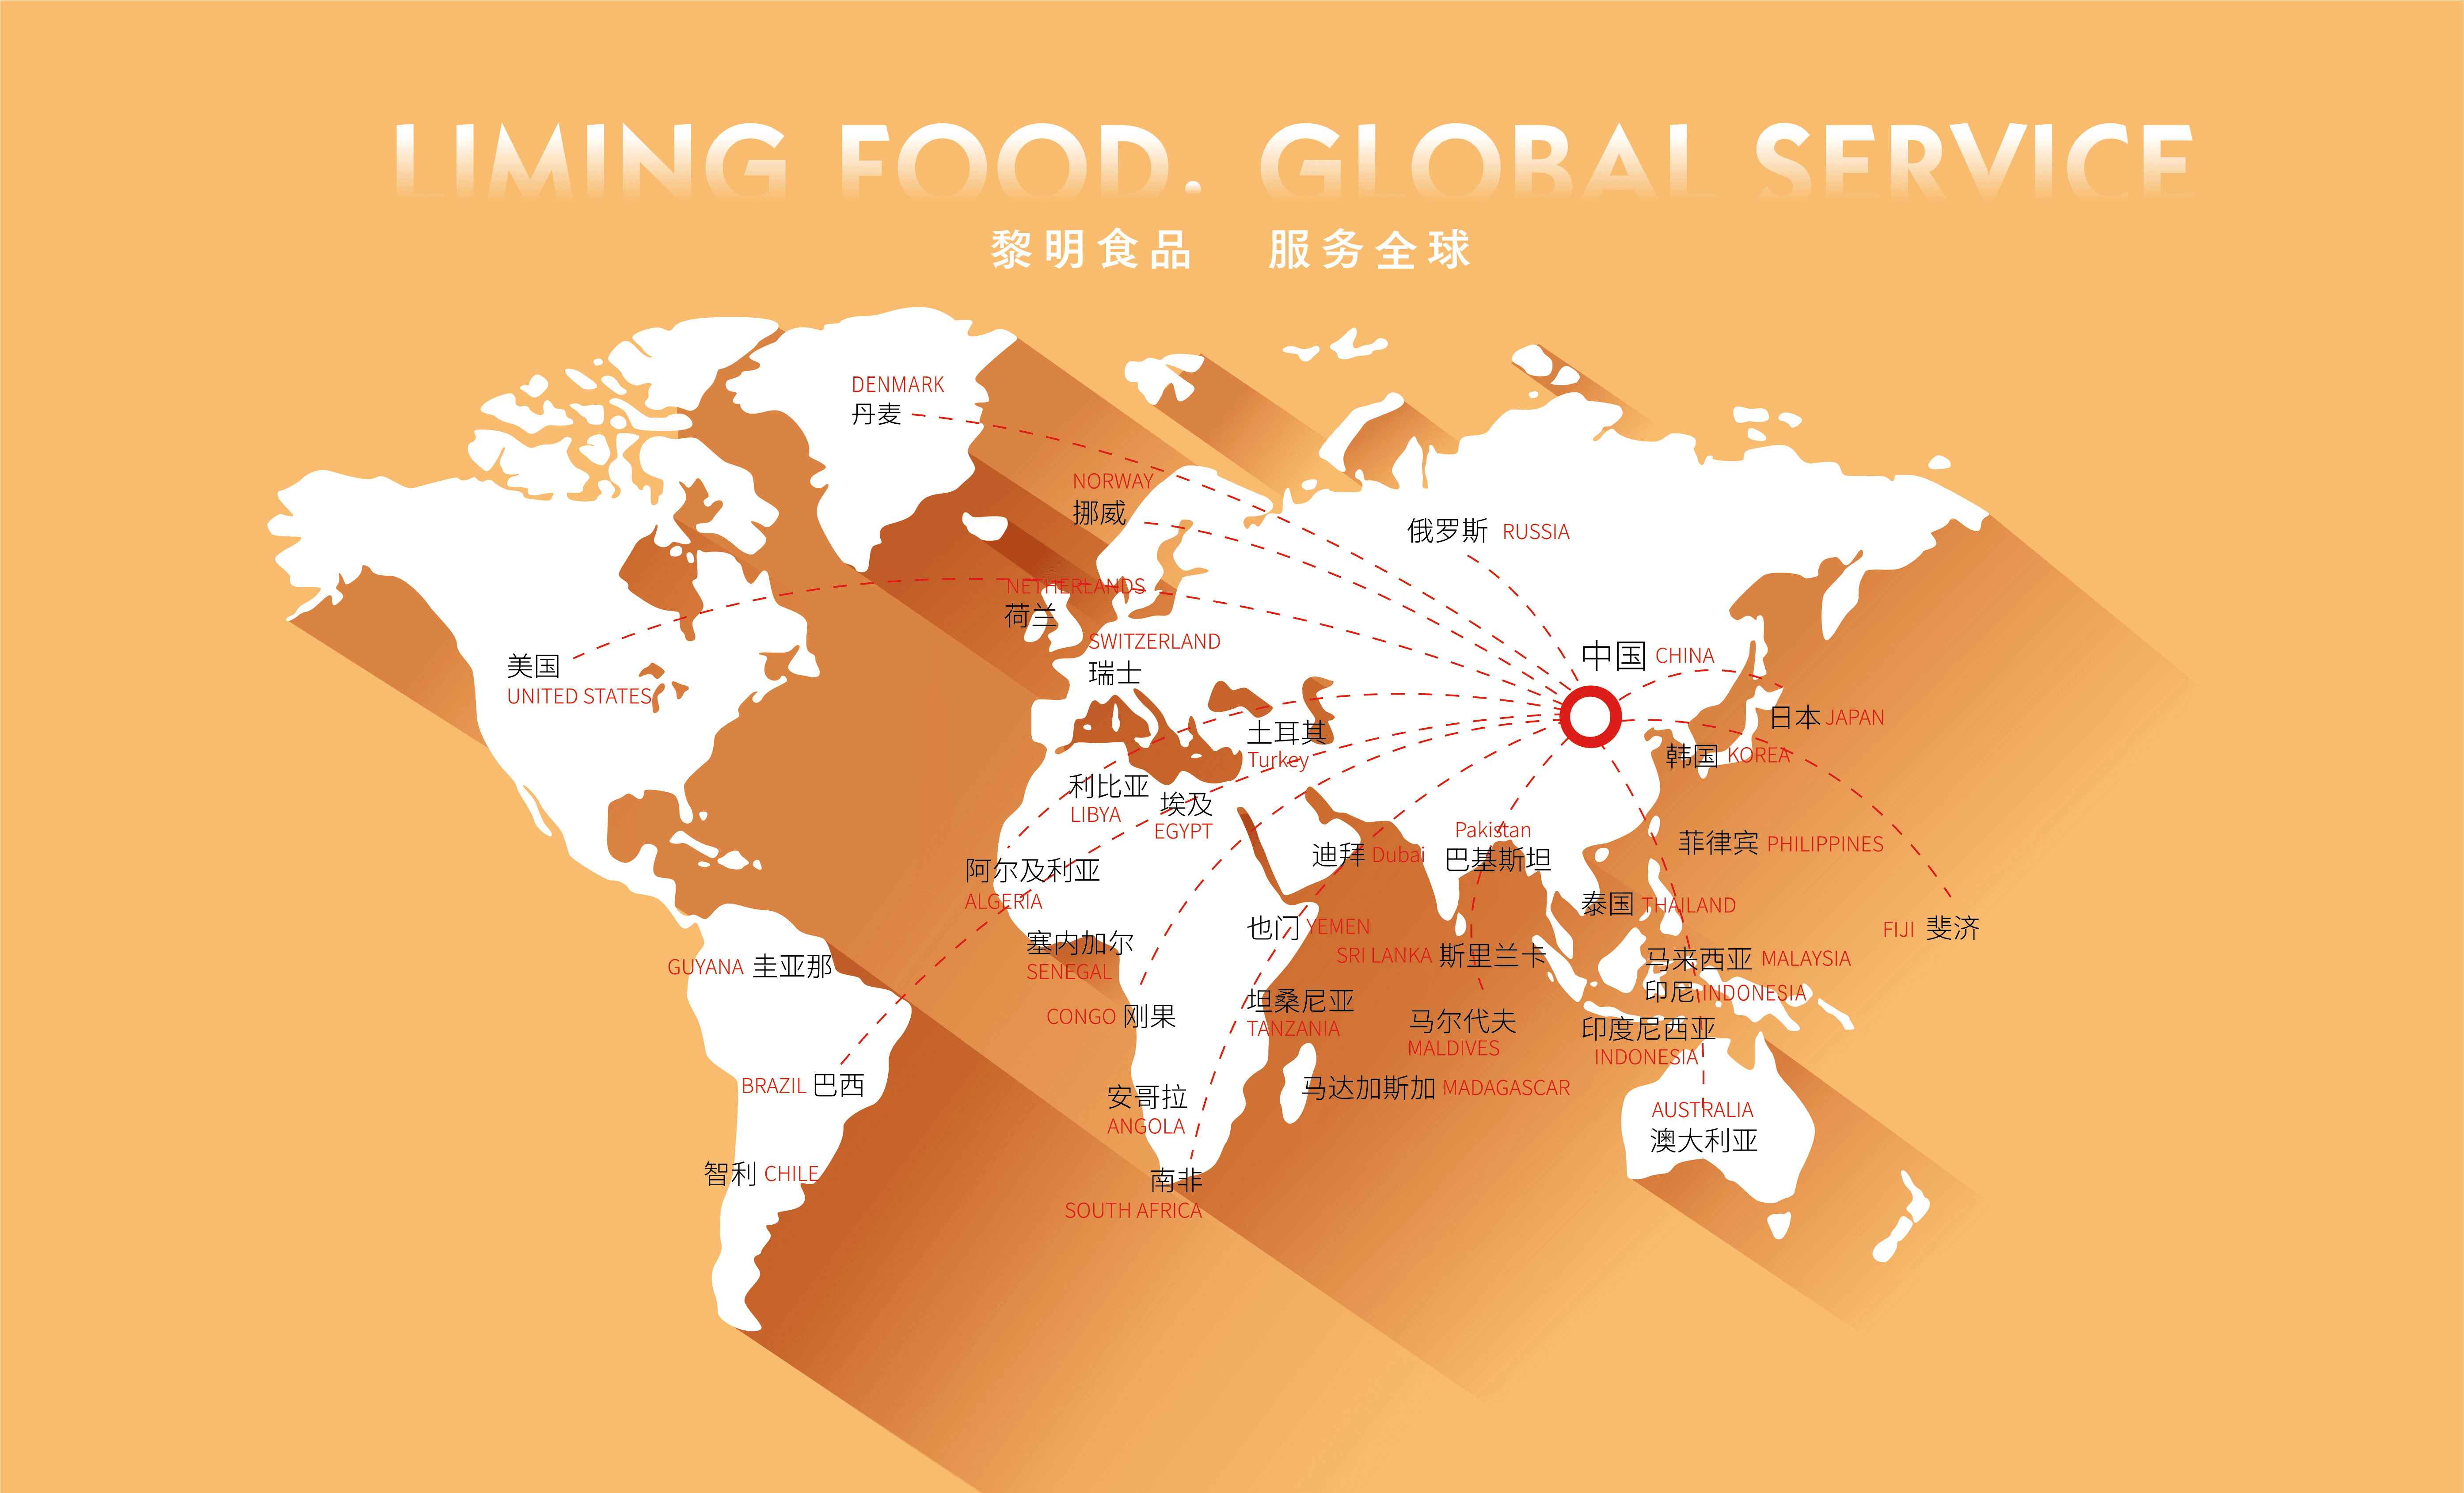 LIMING FOOD. GLOBAL SERVICE
黎明食品 服务全球
DENMARK
丹麦
NORWAY
挪威
俄罗斯 RUSSIA
NETHERLANDS
荷兰
SWITZERLAND
瑞士
美国
UNITED STATES
中国 CHINA
日本 JAPAN
韩国 KOREA
土耳其
Turkey
利比亚
LIBYA
埃及
EGYPT
阿尔及利亚
ALGERIA
迪拜 Dubai
Pakistan
巴基斯坦
菲律宾 PHILIPPINES
泰国 THAILAND
FIJI 斐济
塞内加尔
SENEGAL
也门 YEMEN
SRI LANKA 斯里兰卡
马来西亚 MALAYSIA
印尼 INDONESIA
GUYANA 圭亚那
CONGO 刚果
坦桑尼亚
TANZANIA
马尔代夫
MALDIVES
印度尼西亚
INDONESIA
BRAZIL 巴西
安哥拉
ANGOLA
马达加斯加 MADAGASCAR
AUSTRALIA
澳大利亚
智利 CHILE
南非
SOUTH AFRICA